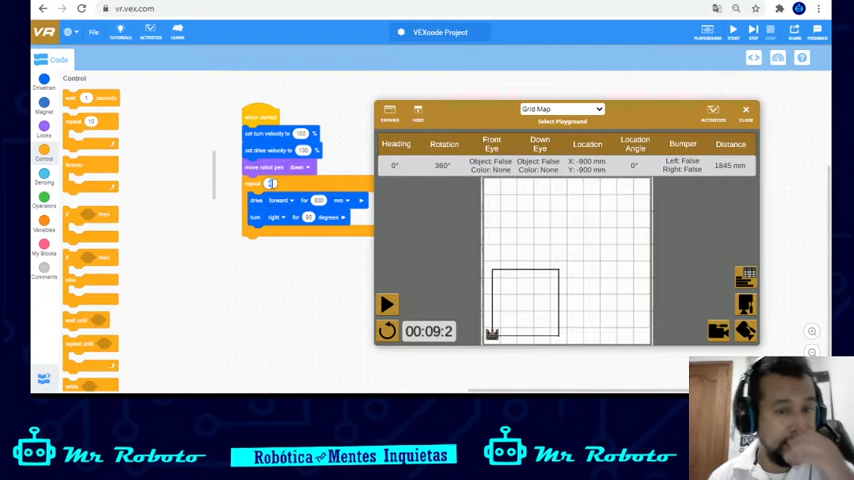 vr.vex.com
VR
File
TUTORIALS
ACTIVITIES
LEARN
VEXcode Project
PLAYGROUND
START
STEP
STOP
SHARE
FEEDBACK
Code
Control
Drivetrain
Magnet
Looks
Control
Sensing
Operators
Variables
My Blocks
Comments
wait 1 seconds
repeat 10
forever
if then
if then
else
wait until
repeat until
while
when started
set turn velocity to 100 %
set drive velocity to 100 %
move robot pen down
repeat
drive forward for 800 mm
turn right for 90 degrees
EXPAND
HIDE
Grid Map
Select Playground
ACTIVITIES
CLOSE
Heading Rotation Front Eye Down Eye Location Location Angle Bumper Distance
0° 360° Object: False Color: None Object: False Color: None X: -900 mm Y: -900 mm 0° Left: False Right: False 1845 mm
00:09:2
Mr Roboto
Robótica Para Mentes Inquietas
Mr Roboto